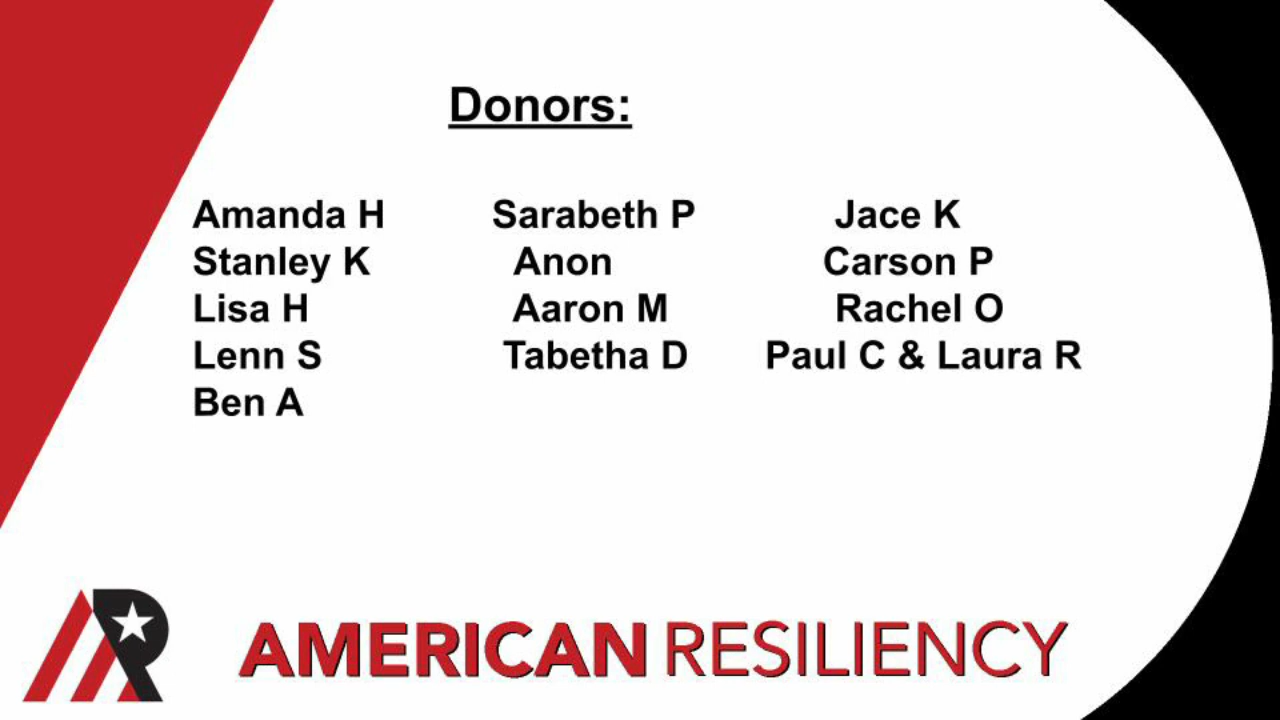 Donors:
Amanda H Sarabeth P Jace K
Stanley K Anon Carson P
Lisa H Aaron M Rachel O
Lenn S Tabetha D Paul C & Laura R
Ben A
AMERICAN RESILIENCY